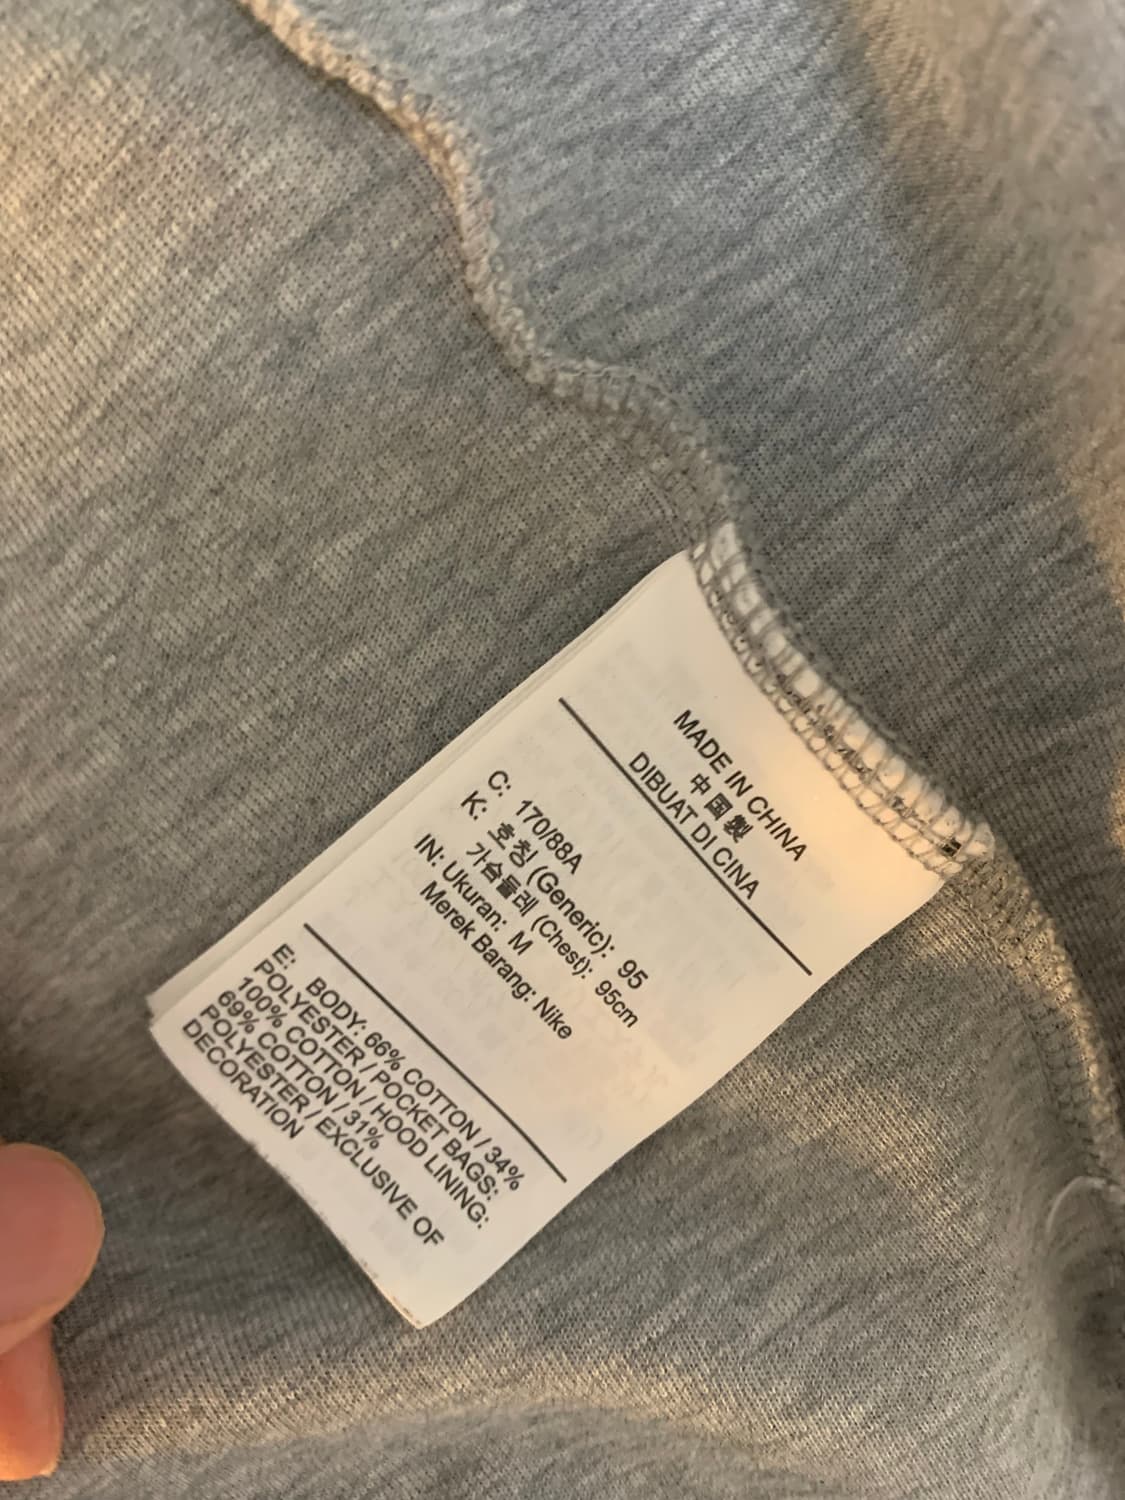 MADE IN CHINA
中国製
DIBUAT DI CINA
C: 170/88A
K: 호칭 (Generic): 95
가슴둘레 (Chest): 95cm
IN: Ukuran: M
Merek Barang: Nike
E: BODY: 66% COTTON / 34%
POLYESTER / POCKET BAGS:
100% COTTON / HOOD LINING:
69% COTTON / 31%
POLYESTER / EXCLUSIVE OF
DECORATION